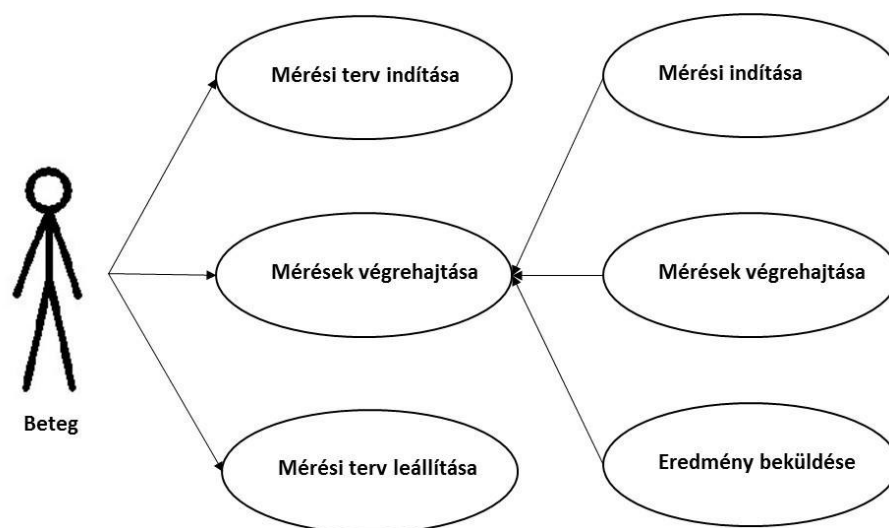 Mérési terv indítása
Mérési indítása
Mérések végrehajtása
Mérések végrehajtása
Beteg
Mérési terv leállítása
Eredmény beküldése